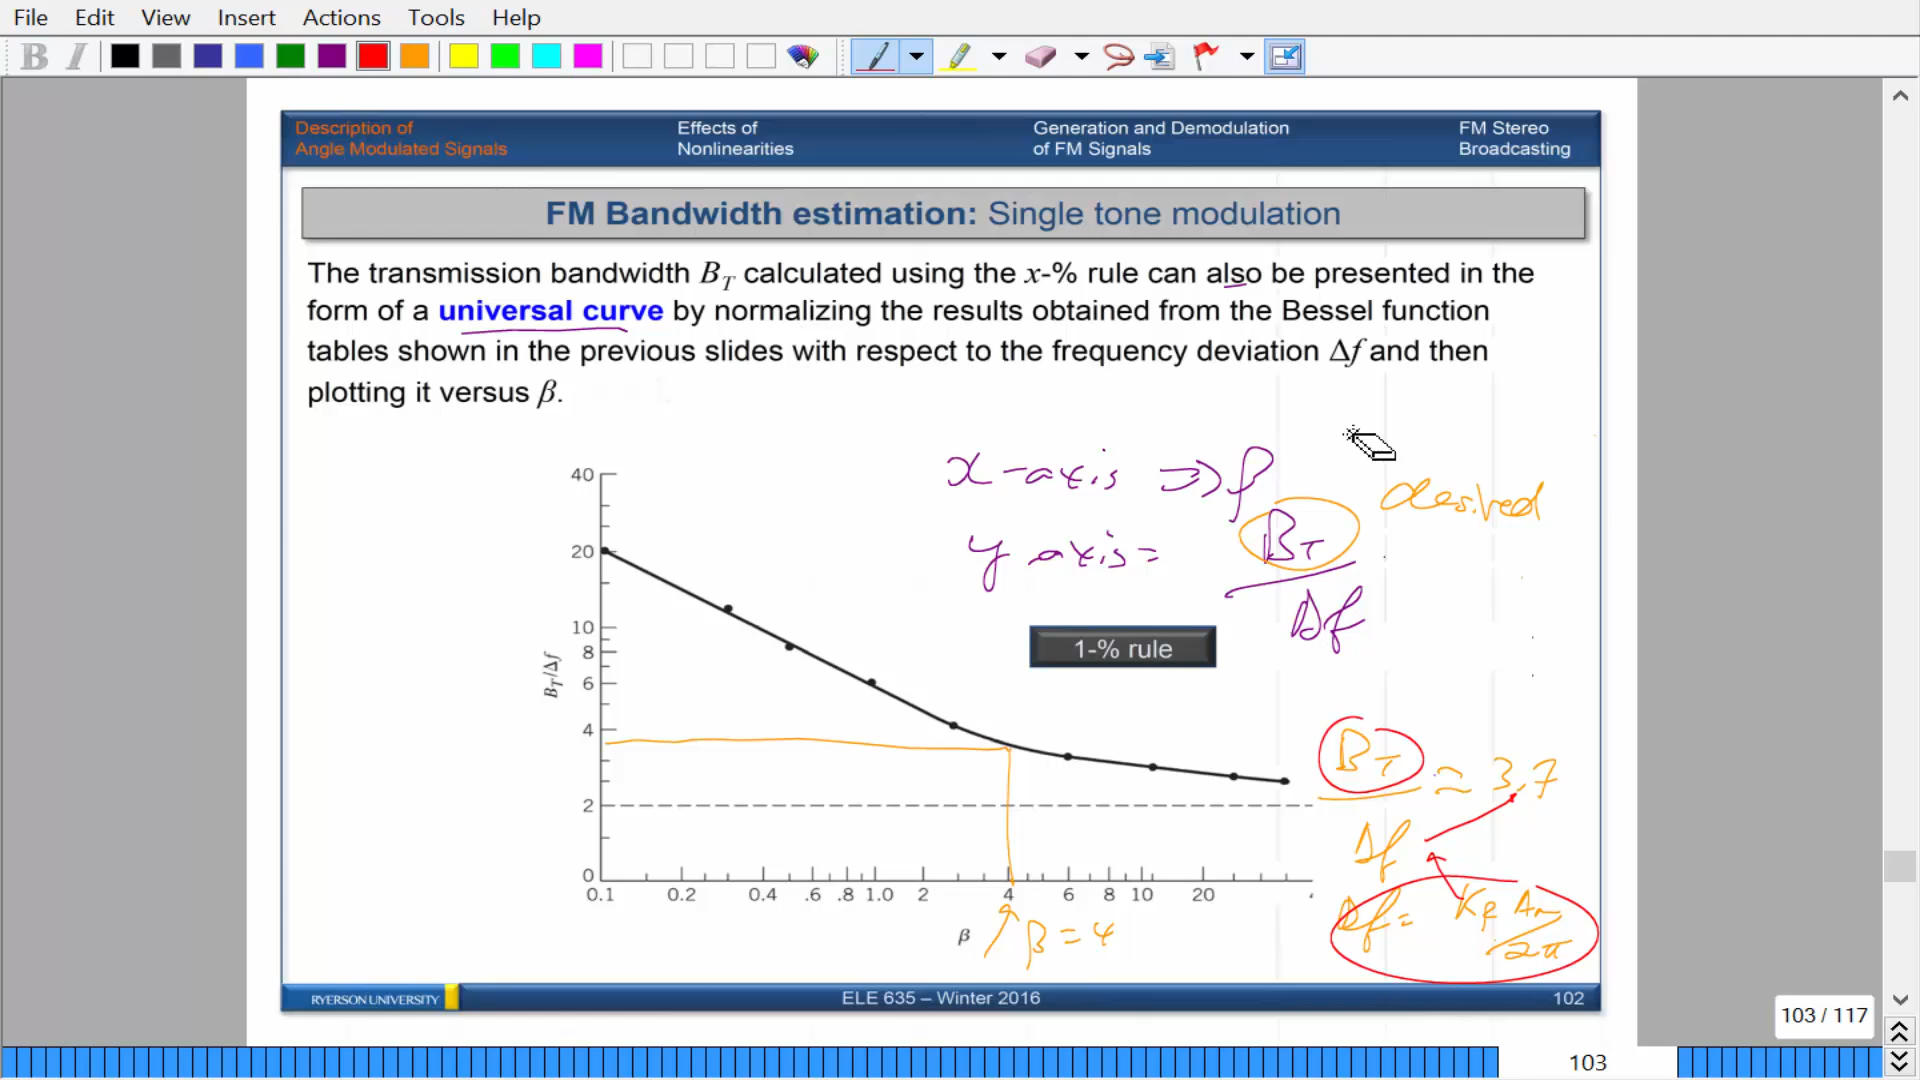 File Edit View Insert Actions Tools Help
B I
Description of
Angle Modulated Signals
Effects of
Nonlinearities
Generation and Demodulation
of FM Signals
FM Stereo
Broadcasting
FM Bandwidth estimation: Single tone modulation
The transmission bandwidth B_T calculated using the x-% rule can also be presented in the
form of a universal curve by normalizing the results obtained from the Bessel function
tables shown in the previous slides with respect to the frequency deviation Δf and then
plotting it versus β.
x-axis ⇒ β
desired
y axis = B_T
Δf
1-% rule
B_T/Δf
40
20
10
8
6
4
2
0
0.1 0.2 0.4 .6 .8 1.0 2 4 6 8 10 20
β
β = 4
B_T ≃ 3.7
Δf
Δf = K_f A_m
2π
RYERSON UNIVERSITY
ELE 635 – Winter 2016
102
103 / 117
103